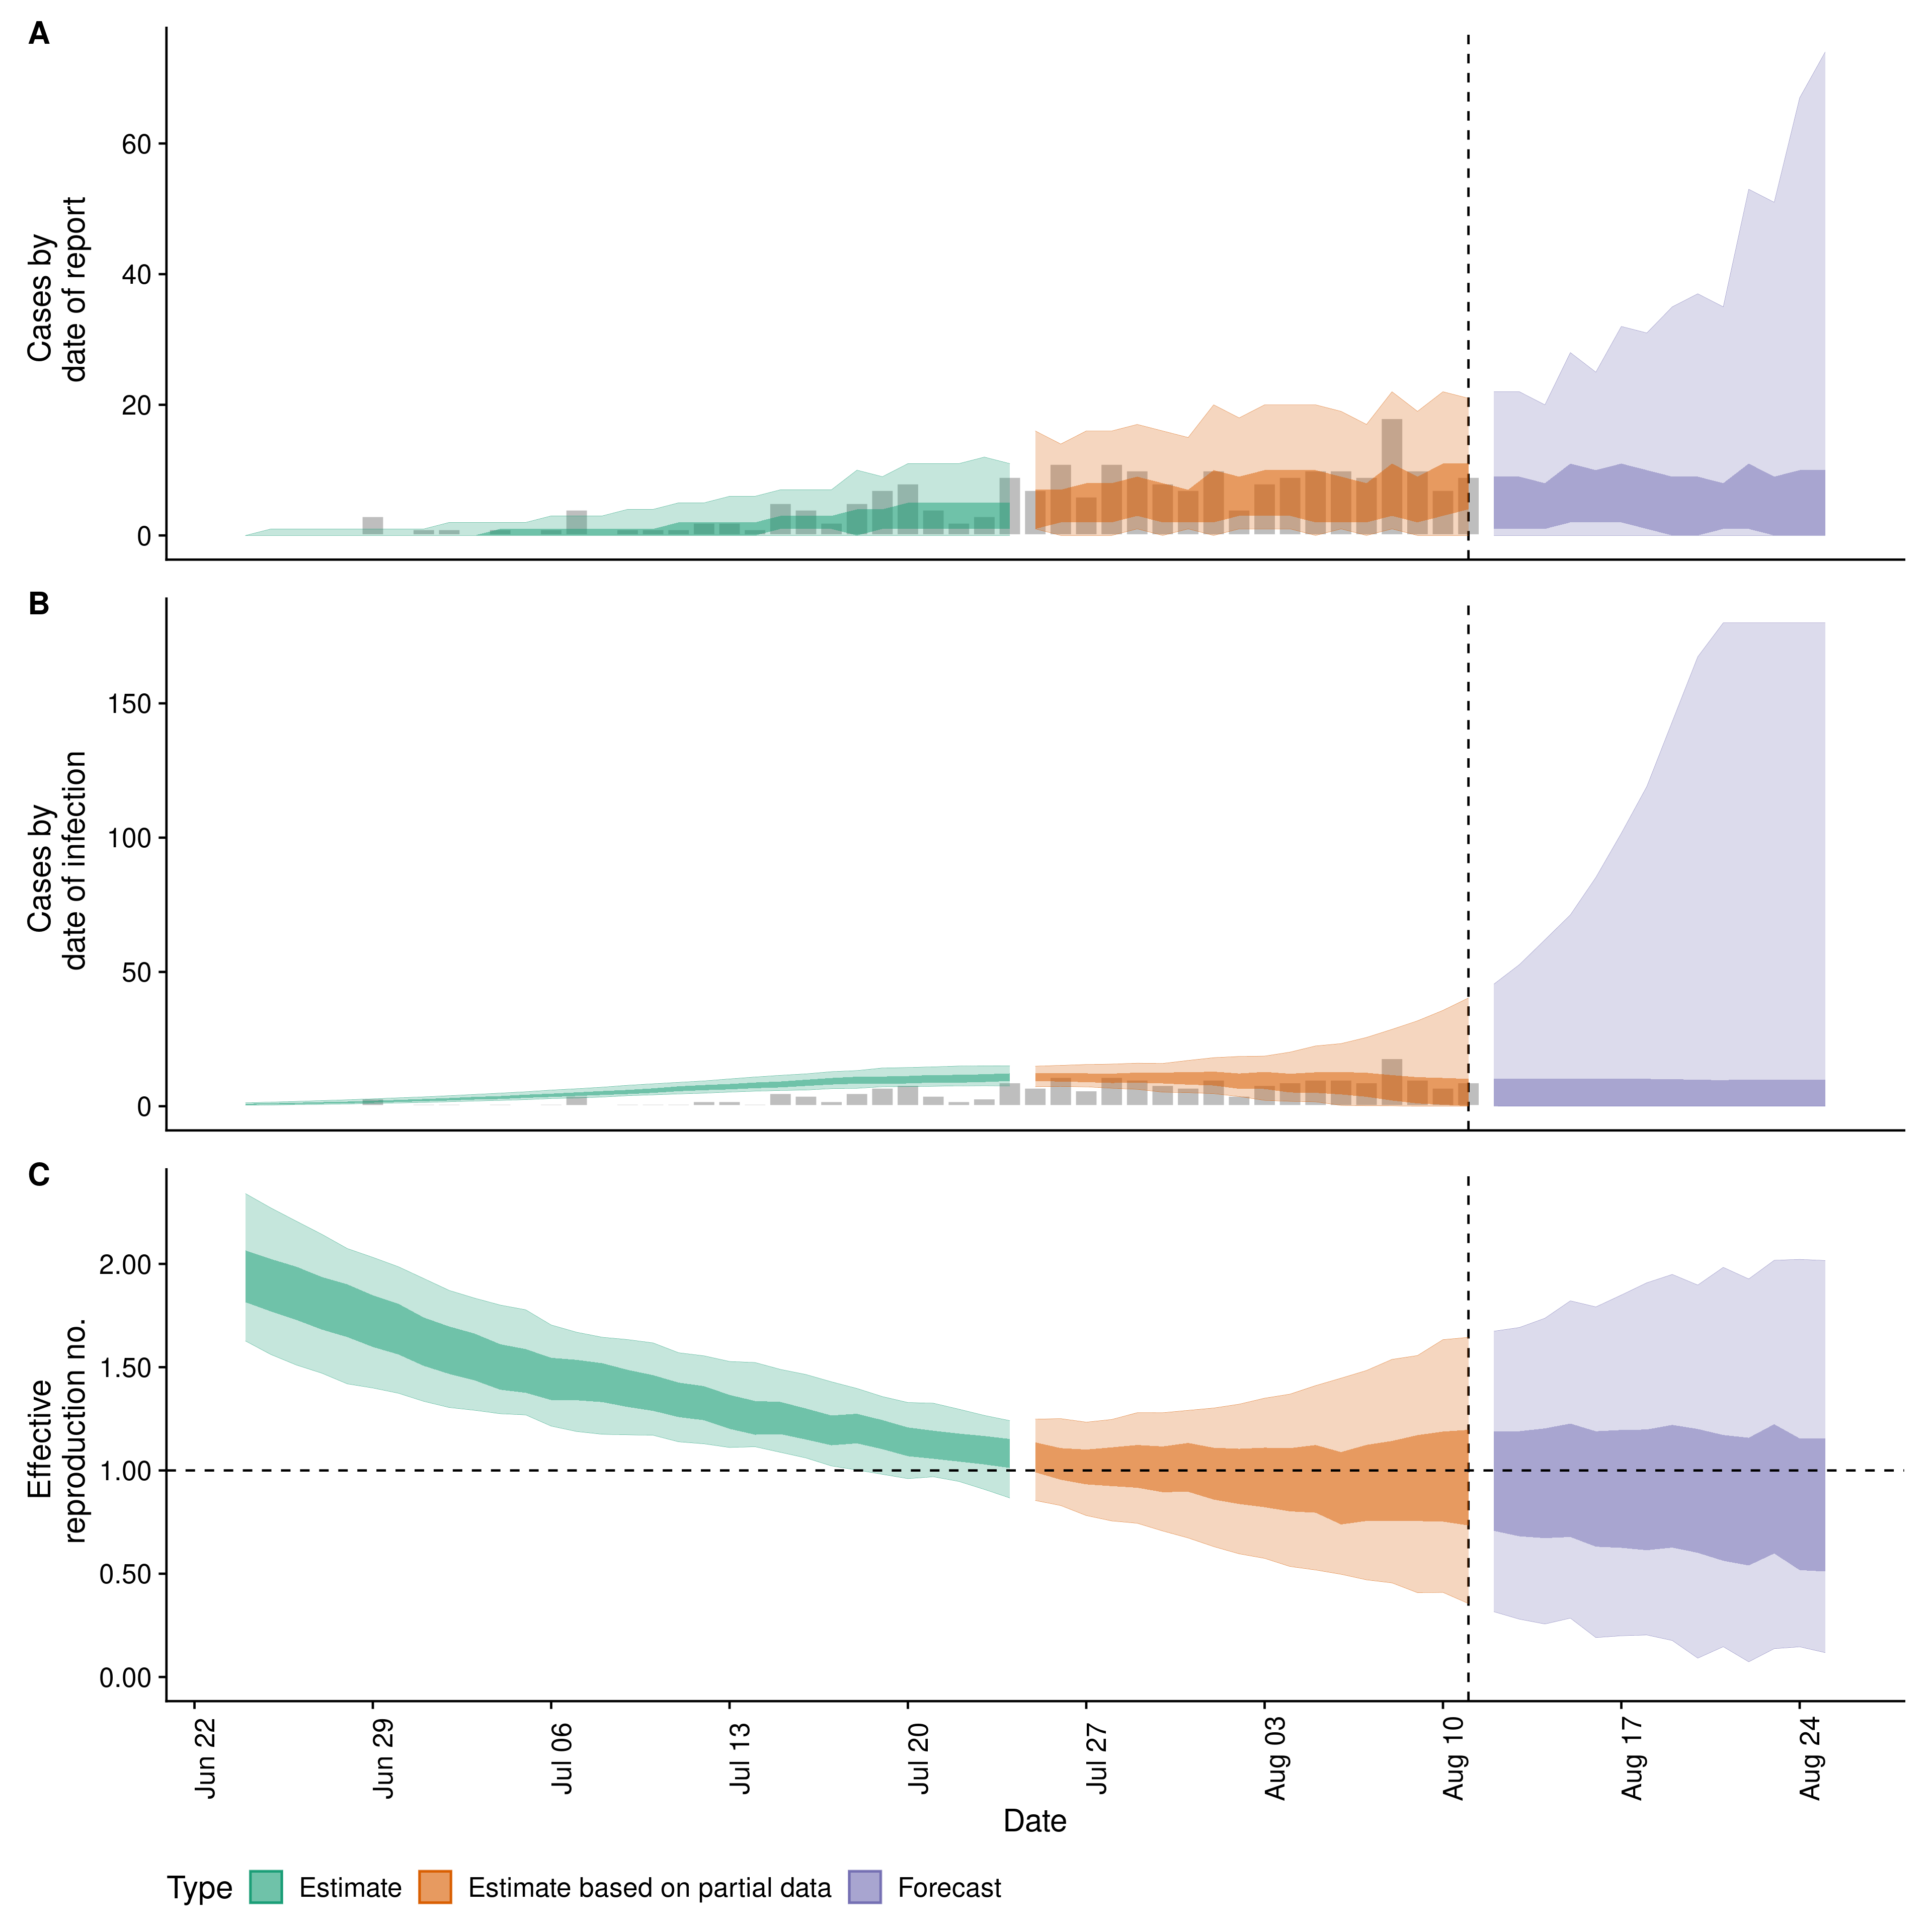 A
Cases by
date of report
60
40
20
0
B
Cases by
date of infection
150
100
50
0
C
Effective
reproduction no.
2.00
1.50
1.00
0.50
0.00
Jun 22
Jun 29
Jul 06
Jul 13
Jul 20
Jul 27
Aug 03
Aug 10
Aug 17
Aug 24
Date
Type Estimate Estimate based on partial data Forecast